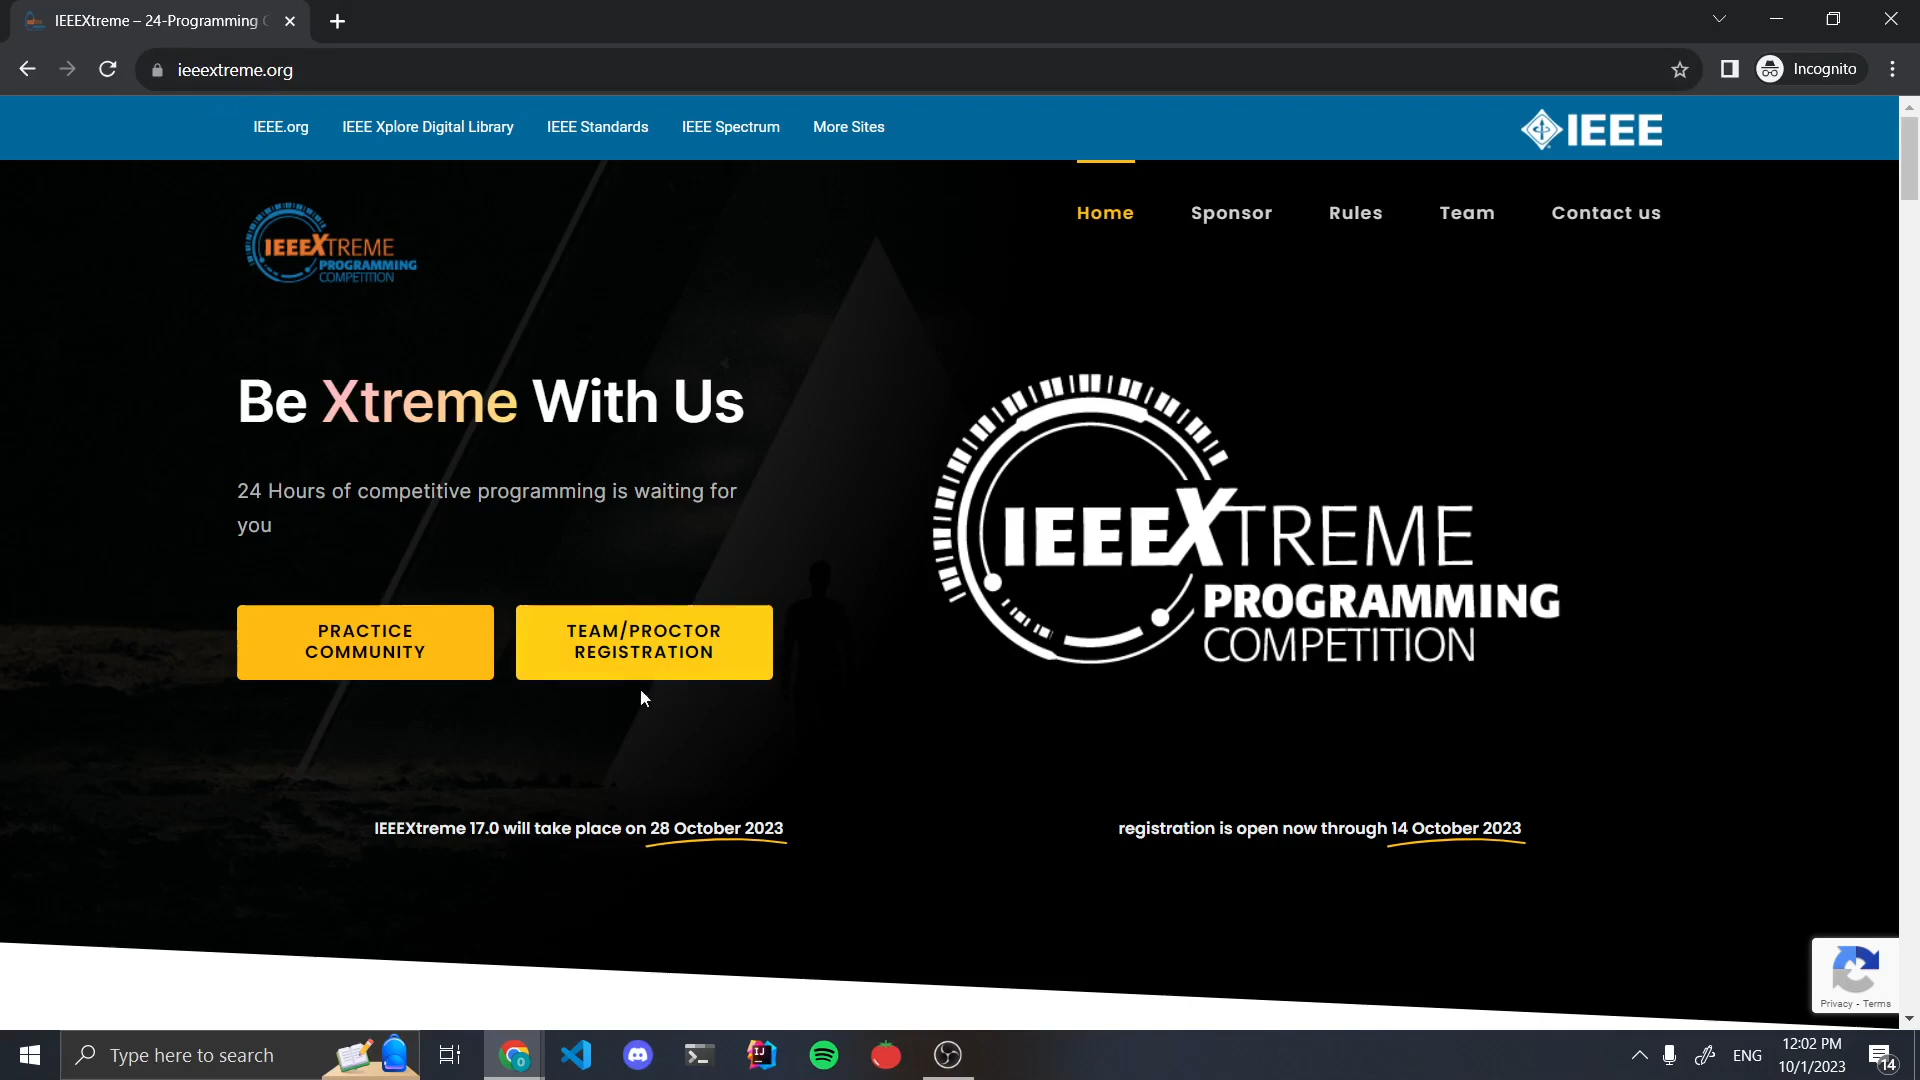 IEEEXtreme – 24-Programming
ieeextreme.org
Incognito
IEEE.org
IEEE Xplore Digital Library
IEEE Standards
IEEE Spectrum
More Sites
IEEE
IEEEXTREME
PROGRAMMING
COMPETITION
Home
Sponsor
Rules
Team
Contact us
Be Xtreme With Us
24 Hours of competitive programming is waiting for
you
PRACTICE
COMMUNITY
TEAM/PROCTOR
REGISTRATION
IEEEXTREME
PROGRAMMING
COMPETITION
IEEEXtreme 17.0 will take place on 28 October 2023
registration is open now through 14 October 2023
Privacy - Terms
Type here to search
ENG
12:02 PM
10/1/2023
14